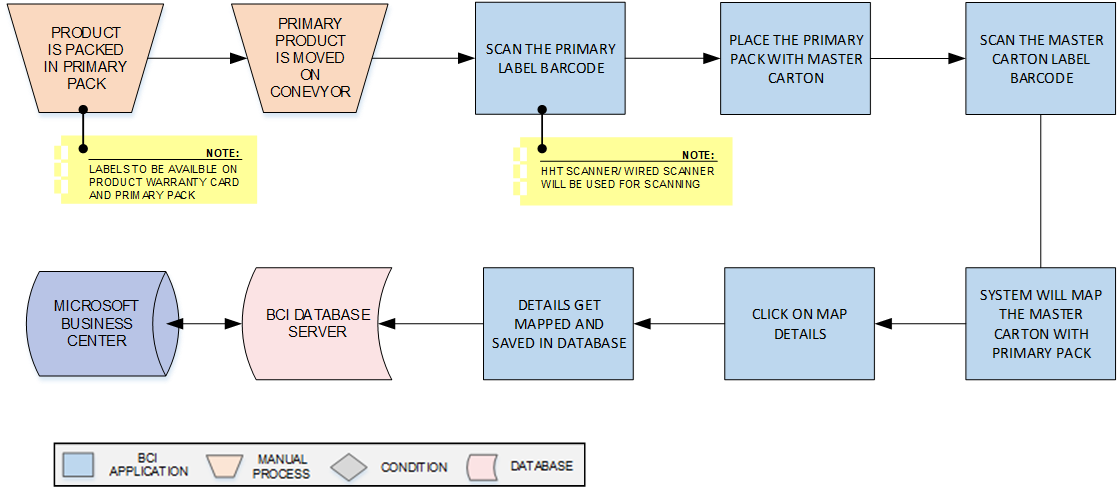 PRODUCT
IS PACKED
IN PRIMARY
PACK
PRIMARY
PRODUCT
IS MOVED
ON
CONEVYOR
SCAN THE PRIMARY
LABEL BARCODE
PLACE THE PRIMARY
PACK WITH MASTER
CARTON
SCAN THE MASTER
CARTON LABEL
BARCODE
NOTE:
LABELS TO BE AVAILBLE ON
PRODUCT WARRANTY CARD
AND PRIMARY PACK
NOTE:
HHT SCANNER/ WIRED SCANNER
WILL BE USED FOR SCANNING
MICROSOFT
BUSINESS
CENTER
BCI DATABASE
SERVER
DETAILS GET
MAPPED AND
SAVED IN DATABASE
CLICK ON MAP
DETAILS
SYSTEM WILL MAP
THE MASTER
CARTON WITH
PRIMARY PACK
BCI
APPLICATION
MANUAL
PROCESS
CONDITION
DATABASE